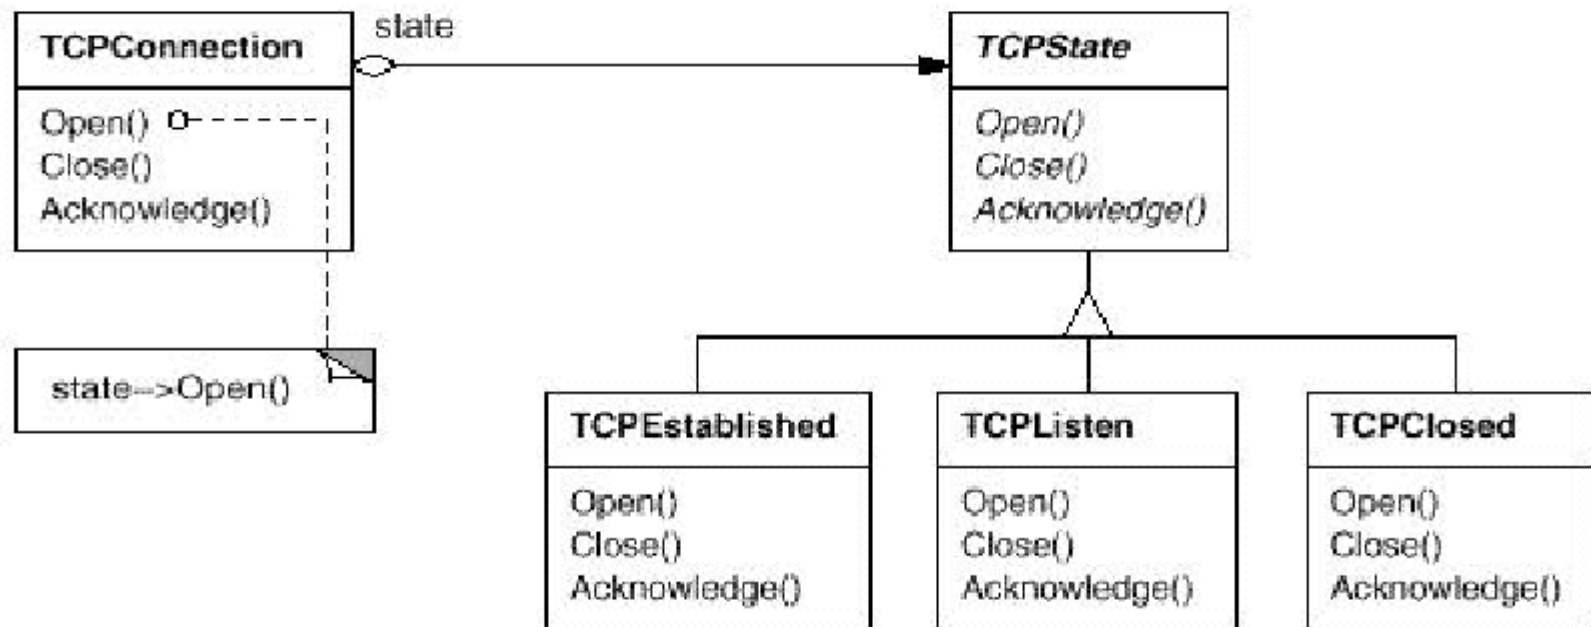 TCPConnection
Open()
Close()
Acknowledge()
state
TCPState
Open()
Close()
Acknowledge()
state-->Open()
TCPEstablished
Open()
Close()
Acknowledge()
TCPListen
Open()
Close()
Acknowledge()
TCPClosed
Open()
Close()
Acknowledge()